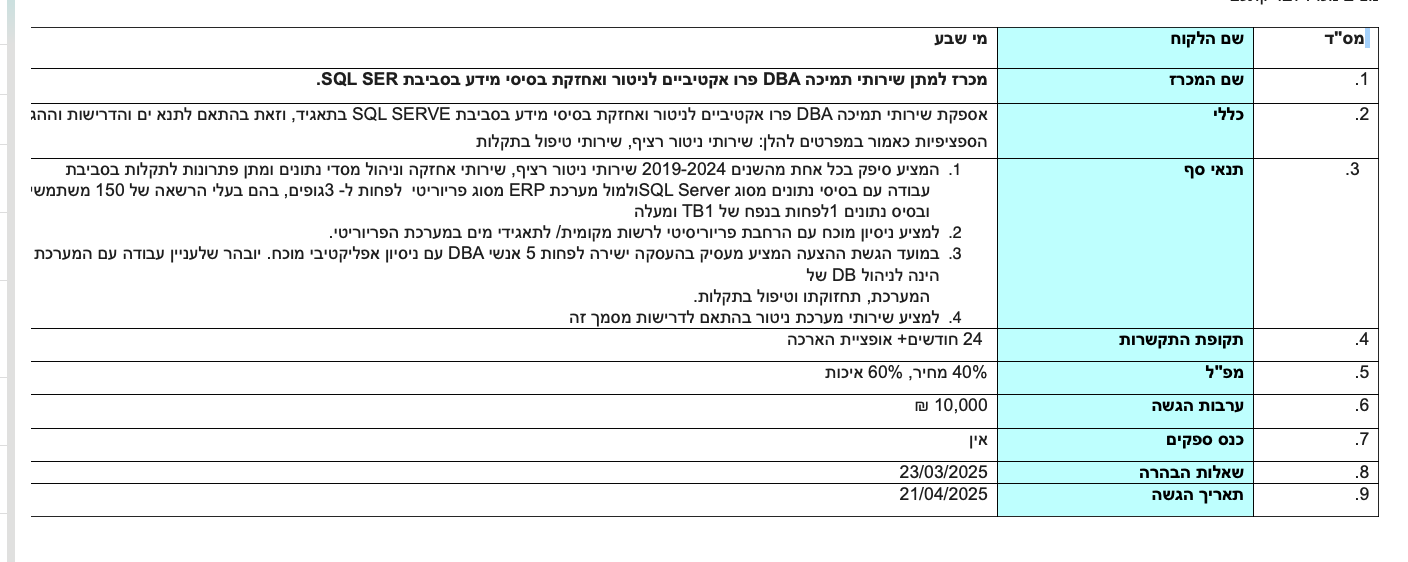 מס"ד שם הלקוח מי שבע
1. שם המכרז מכרז למתן שירותי תמיכה DBA פרו אקטיביים לניטור ואחזקת בסיסי מידע בסביבת SQL SER.
2. כללי אספקת שירותי תמיכה DBA פרו אקטיביים לניטור ואחזקת בסיסי מידע בסביבת SQL SERVE בתאגיד, וזאת בהתאם לתנא ים והדרישות
הספציפיות כאמור במפרטים להלן: שירותי ניטור רציף, שירותי טיפול בתקלות
3. תנאי סף 1. המציע סיפק בכל אחת מהשנים 2019-2024 שירותי ניטור רציף, שירותי אחזקה וניהול מסדי נתונים ומתן פתרונות לתקלות בסביבת
עבודה עם בסיסי נתונים מסוג SQL Serverולמול מערכת ERP מסוג פריוריטי לפחות ל- 3גופים, בהם בעלי הרשאה של 150
ובסיס נתונים 1לפחות בנפח של TB1 ומעלה
2. למציע ניסיון מוכח עם הרחבת פריוריסיטי לרשות מקומית/ לתאגידי מים במערכת הפריוריטי.
3. במועד הגשת ההצעה המציע מעסיק בהעסקה ישירה לפחות 5 אנשי DBA עם ניסיון אפליקטיבי מוכח. יובהר שלעניין עבודה עם המערכת
הינה לניהול DB של
המערכת, תחזוקתו וטיפול בתקלות.
4. למציע שירותי מערכת ניטור בהתאם לדרישות מסמך זה
4. תקופת התקשרות 24 חודשים+ אופציית הארכה
5. מפ"ל 40% מחיר, 60% איכות
6. ערבות הגשה 10,000 ₪
7. כנס ספקים אין
8. שאלות הבהרה 23/03/2025
9. תאריך הגשה 21/04/2025